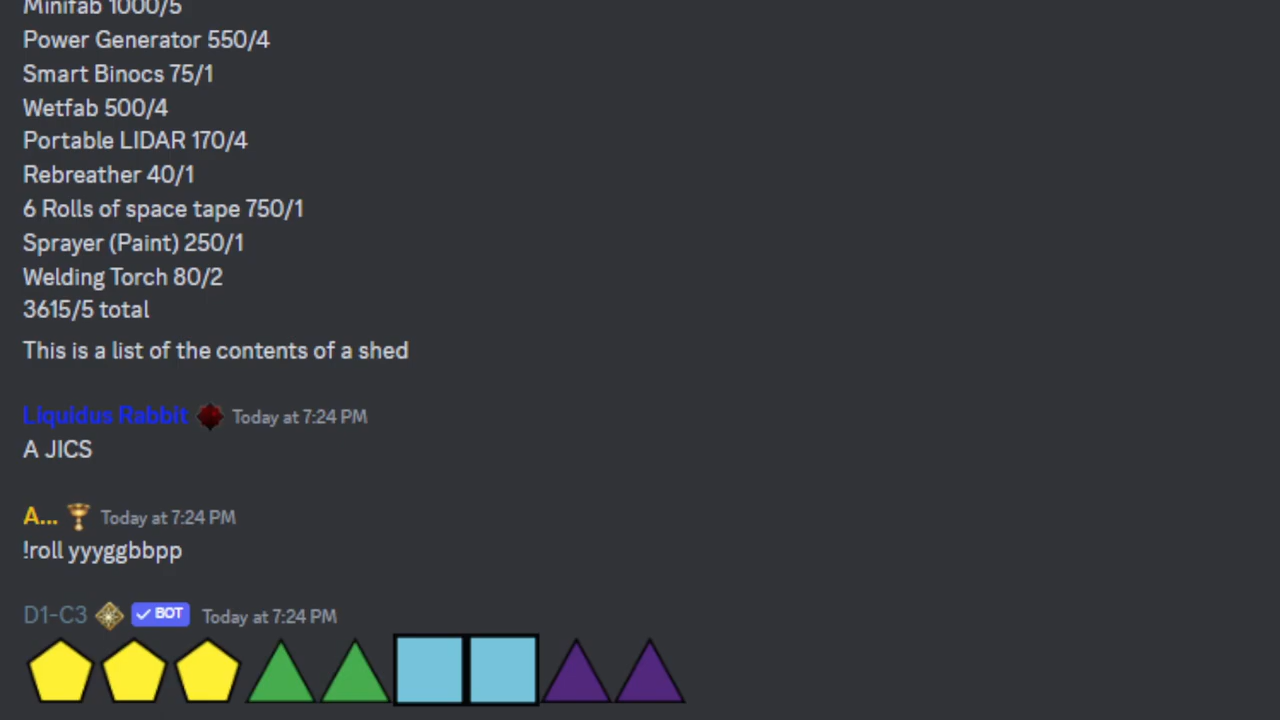 Minifab 1000/5
Power Generator 550/4
Smart Binocs 75/1
Wetfab 500/4
Portable LIDAR 170/4
Rebreather 40/1
6 Rolls of space tape 750/1
Sprayer (Paint) 250/1
Welding Torch 80/2
3615/5 total
This is a list of the contents of a shed
Liquidus Rabbit Today at 7:24 PM
A JICS
A... Today at 7:24 PM
!roll yyyggbbpp
D1-C3 BOT Today at 7:24 PM